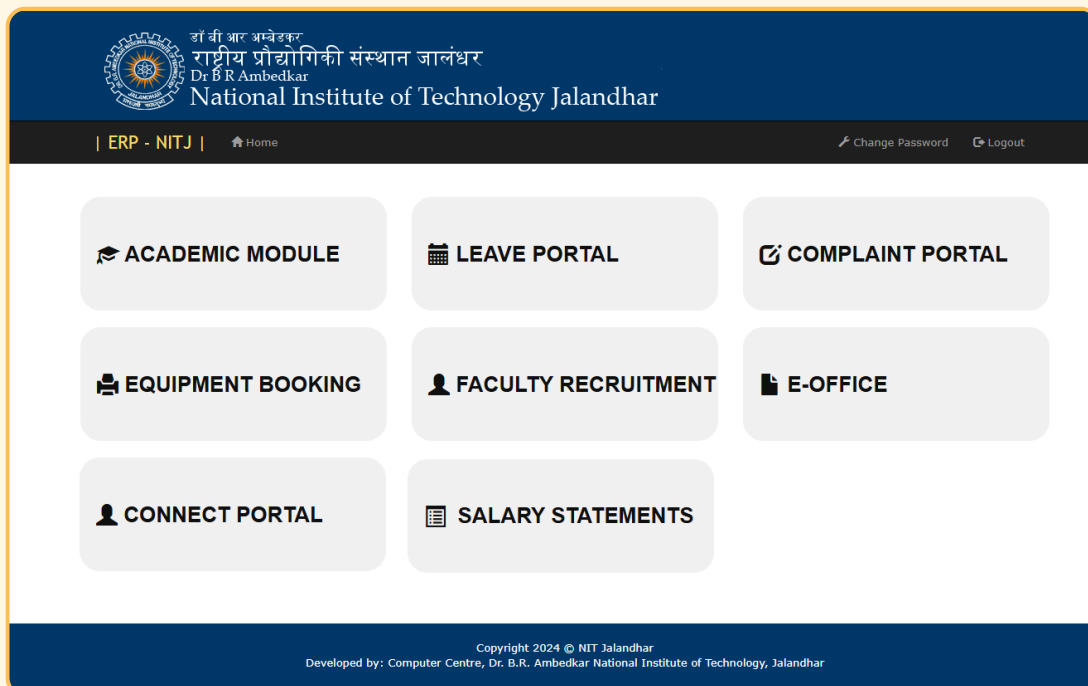 डॉ बी आर अम्बेडकर
राष्ट्रीय प्रौद्योगिकी संस्थान जालंधर
Dr B R Ambedkar
National Institute of Technology Jalandhar
| ERP - NITJ | Home Change Password Logout
ACADEMIC MODULE
LEAVE PORTAL
COMPLAINT PORTAL
EQUIPMENT BOOKING
FACULTY RECRUITMENT
E-OFFICE
CONNECT PORTAL
SALARY STATEMENTS
Copyright 2024 © NIT Jalandhar
Developed by: Computer Centre, Dr. B.R. Ambedkar National Institute of Technology, Jalandhar